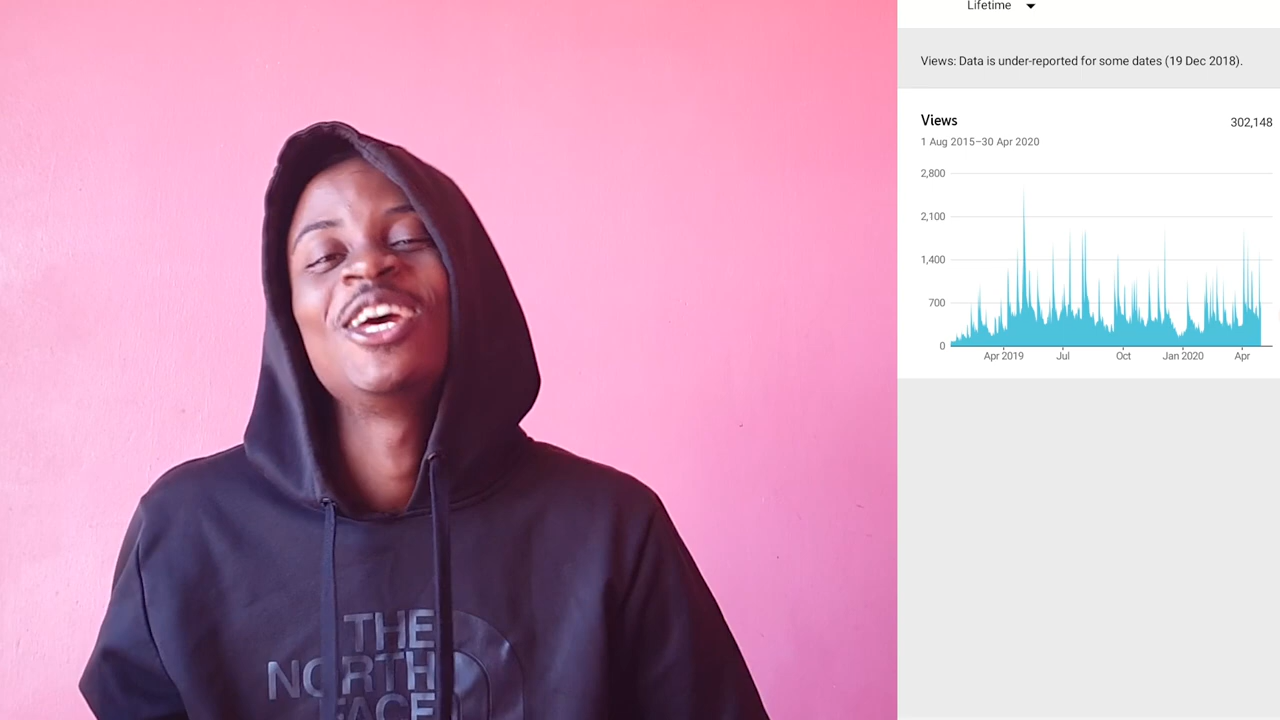 Lifetime
Views: Data is under-reported for some dates (19 Dec 2018).
Views
302,148
1 Aug 2015–30 Apr 2020
2,800
2,100
1,400
700
0
Apr 2019
Jul
Oct
Jan 2020
Apr
THE
NORTH
FACE